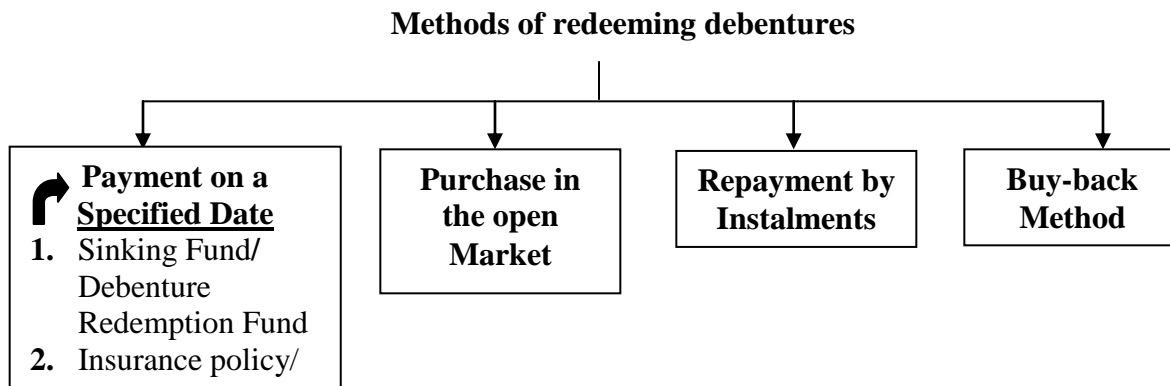 Methods of redeeming debentures
Payment on a
Specified Date
1. Sinking Fund/
Debenture
Redemption Fund
2. Insurance policy/
Purchase in
the open
Market
Repayment by
Instalments
Buy-back
Method